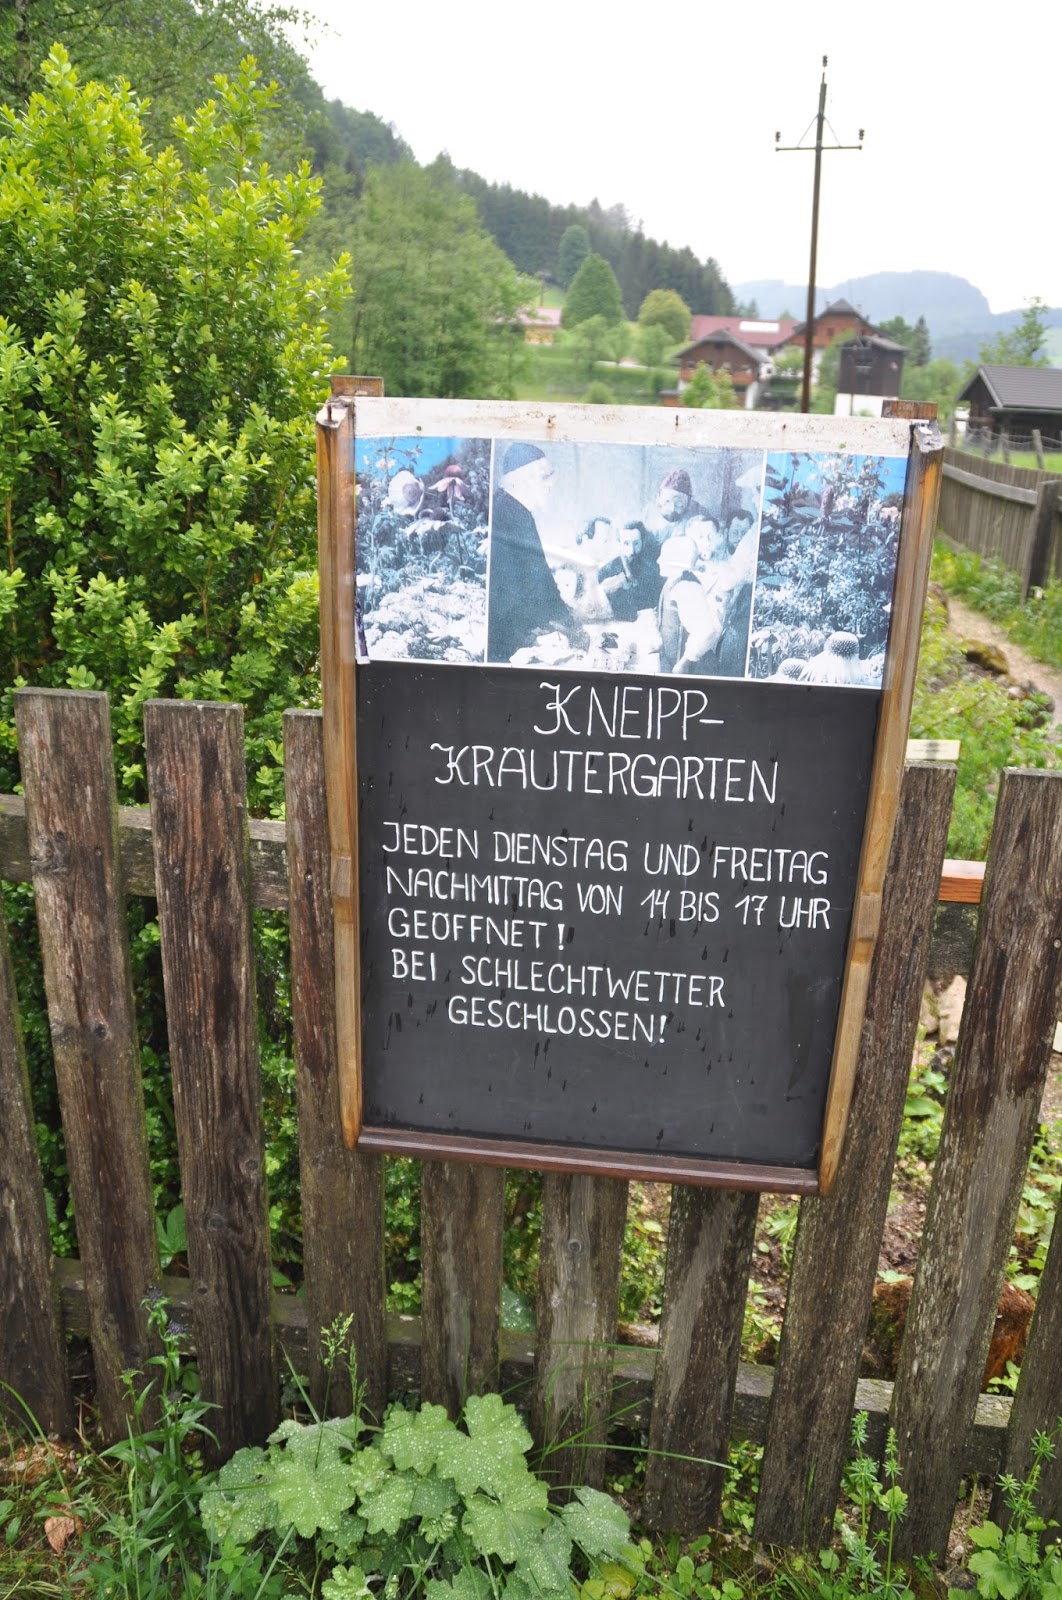 KNEIPP-
KRÄUTERGARTEN
JEDEN DIENSTAG UND FREITAG
NACHMITTAG VON 14 BIS 17 UHR
GEÖFFNET!
BEI SCHLECHTWETTER
GESCHLOSSEN!